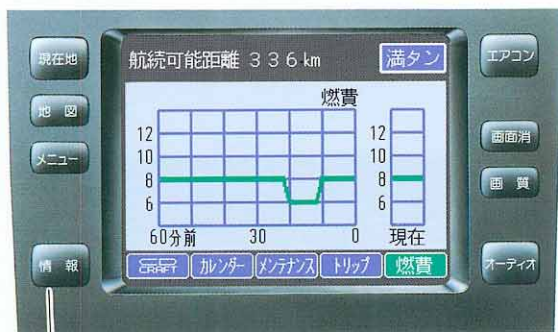 現在地
地 図
メニュー
情 報
航続可能距離 336km
満タン
燃費
12
10
8
6
12
10
8
6
60分前 30 0 現在
カレンダー メンテナンス トリップ 燃費
エアコン
画面消
画 質
オーディオ